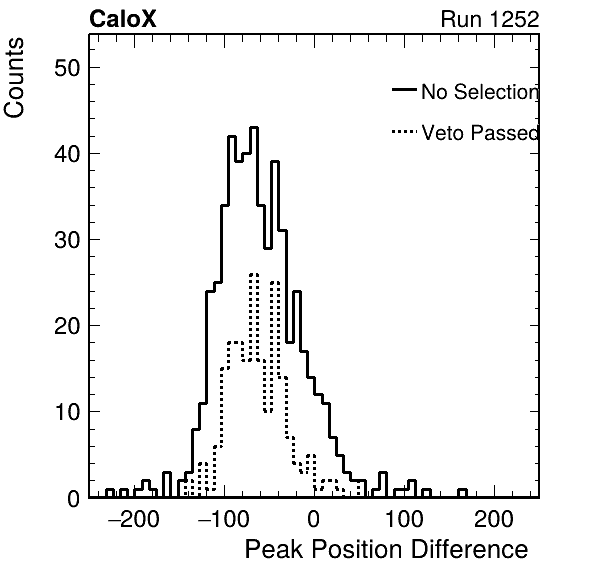 CaloX Run 1252
Counts
50
No Selection
Veto Passed
40
30
20
10
0
−200 −100 0 100 200
Peak Position Difference